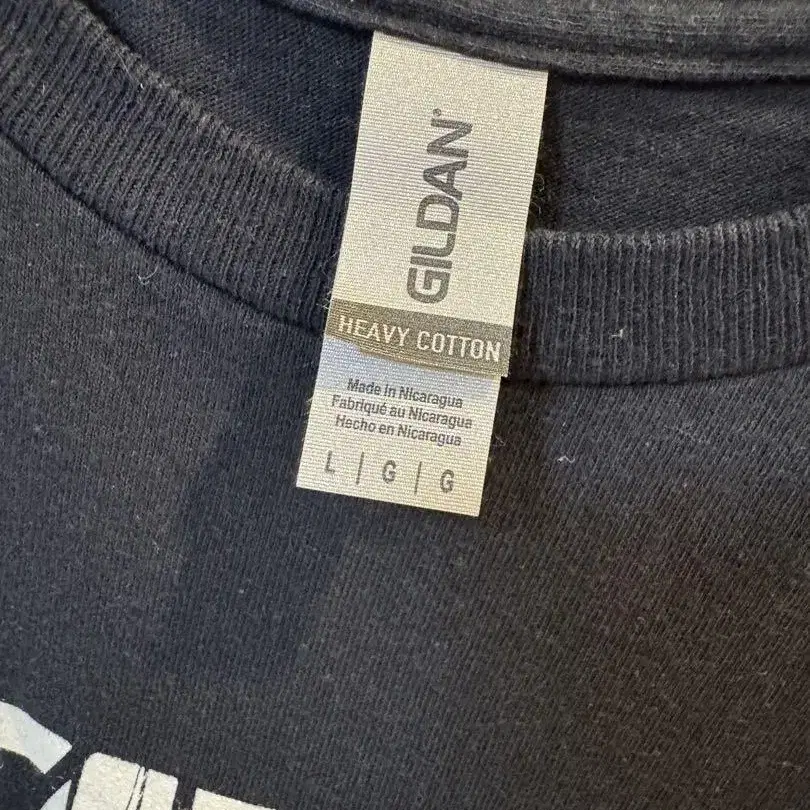 GILDAN®
HEAVY COTTON
Made in Nicaragua
Fabriqué au Nicaragua
Hecho en Nicaragua
L | G | G